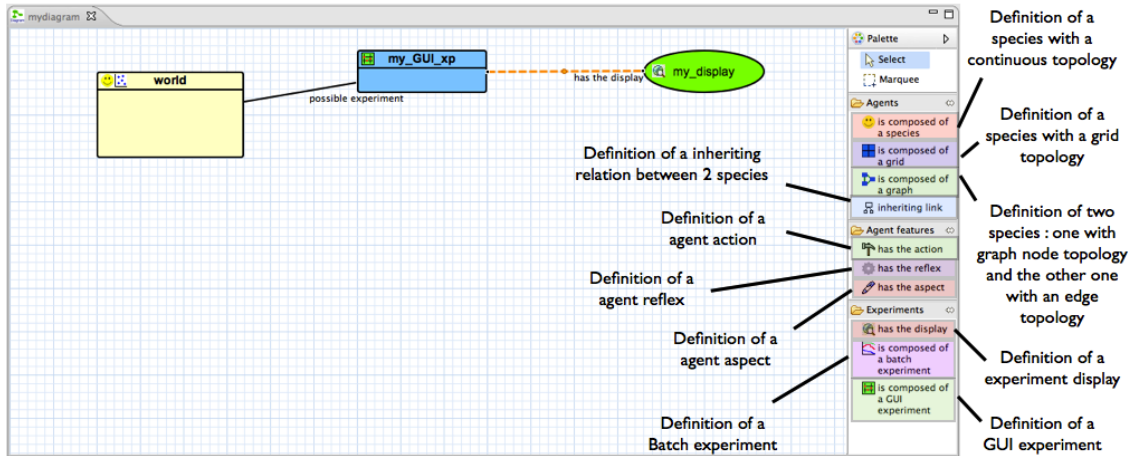 mydiagram
world
possible experiment
my_GUI_xp
has the display
my_display
Palette
Select
Marquee
Agents
is composed of
a species
is composed of
a grid
is composed of
a graph
inheriting link
Agent features
has the action
has the reflex
has the aspect
Experiments
has the display
is composed of
a batch
experiment
is composed of
a GUI
experiment
Definition of a inheriting
relation between 2 species
Definition of a
agent action
Definition of a
agent reflex
Definition of a
agent aspect
Definition of a
Batch experiment
Definition of a
species with a
continuous topology
Definition of a
species with a grid
topology
Definition of two
species : one with
graph node topology
and the other one
with an edge
topology
Definition of a
experiment display
Definition of a
GUI experiment